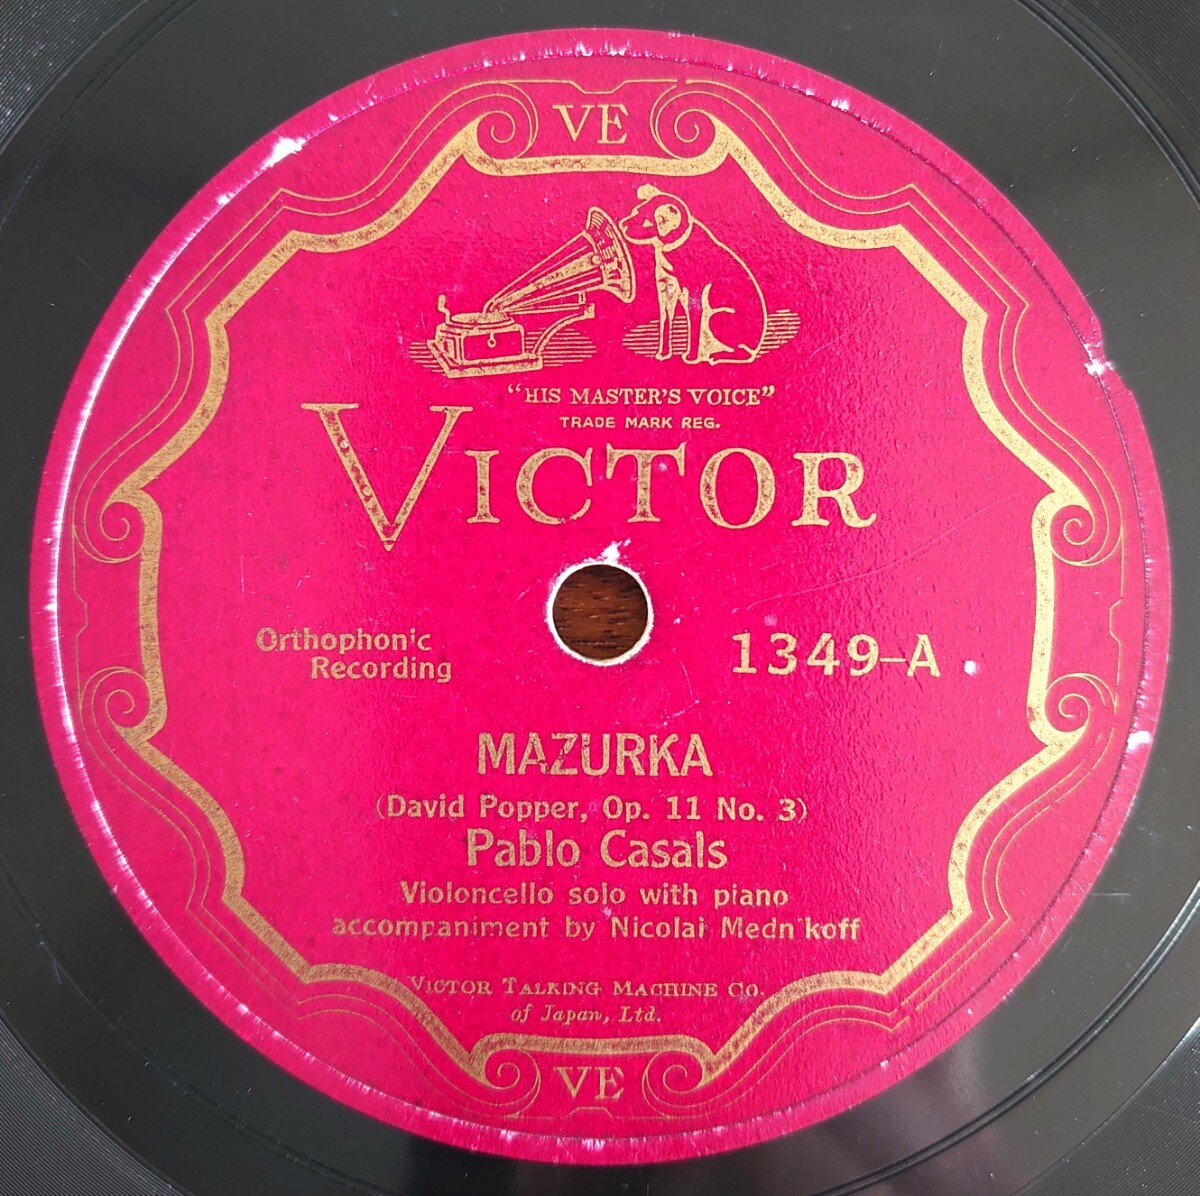 VE
"HIS MASTER'S VOICE"
TRADE MARK REG.
VICTOR
Orthophonic
Recording
1349-A
MAZURKA
(David Popper, Op. 11 No. 3)
Pablo Casals
Violoncello solo with piano
accompaniment by Nicolai Mednikoff
VICTOR TALKING MACHINE CO.
of Japan, Ltd.
VE